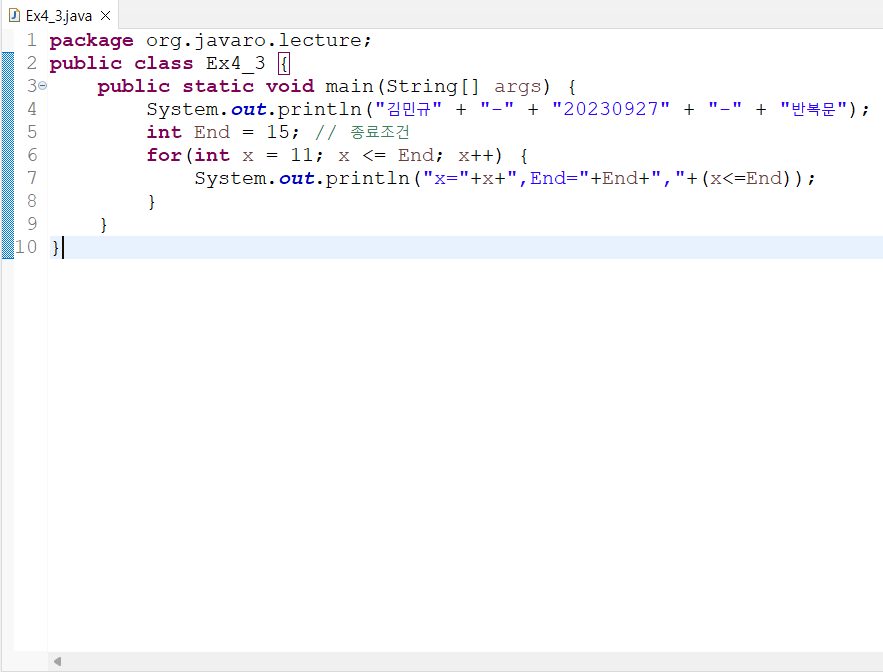 Ex4_3.java
1 package org.javaro.lecture;
2 public class Ex4_3 {
3 public static void main(String[] args) {
4 System.out.println("김민규" + "-" + "20230927" + "-" + "반복문");
5 int End = 15; // 종료조건
6 for(int x = 11; x <= End; x++) {
7 System.out.println("x="+x+",End="+End+","+(x<=End));
8 }
9 }
10 }